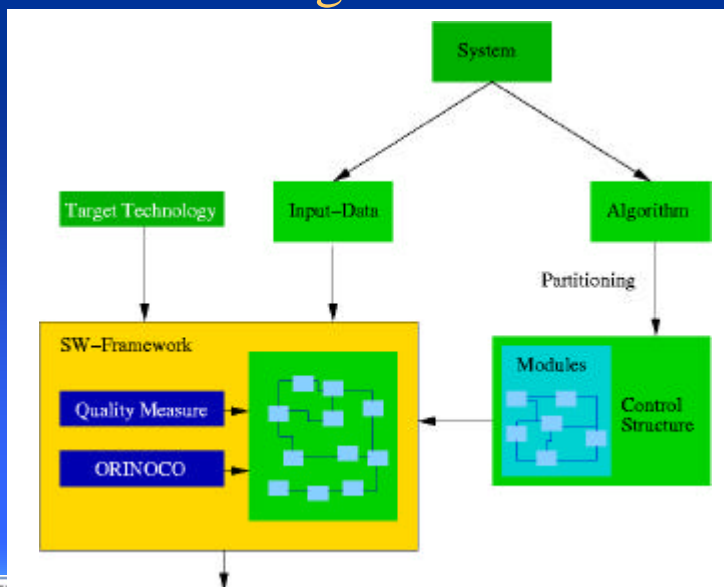 System
Target Technology
Input-Data
Algorithm
Partitioning
SW-Framework
Modules
Quality Measure
Control
Structure
ORINOCO